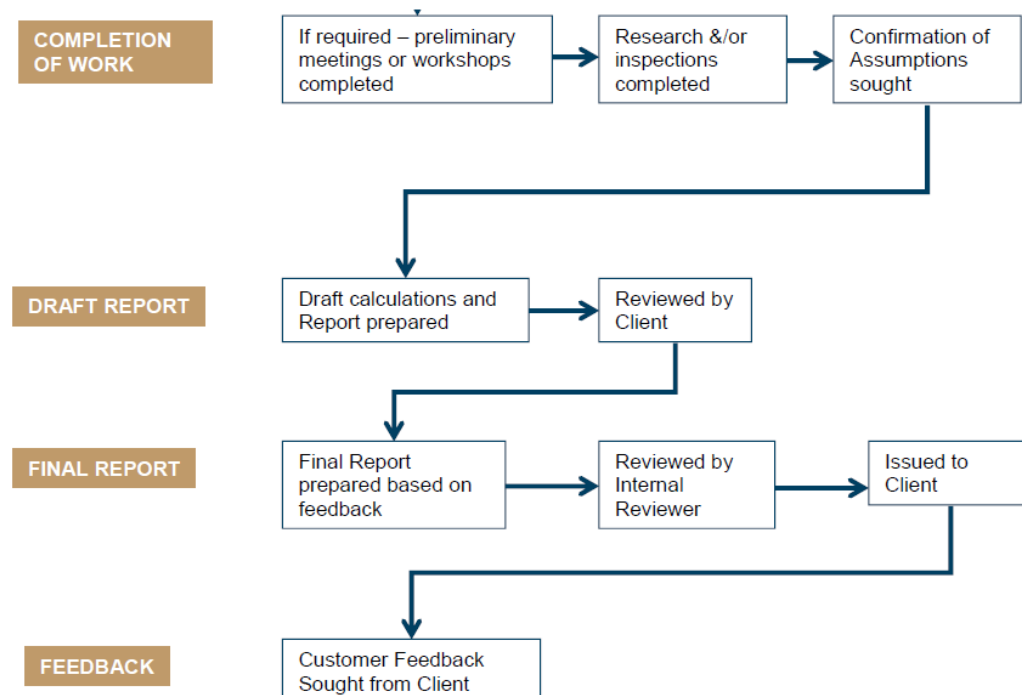 COMPLETION
OF WORK
If required – preliminary
meetings or workshops
completed
Research &/or
inspections
completed
Confirmation of
Assumptions
sought
DRAFT REPORT
Draft calculations and
Report prepared
Reviewed by
Client
FINAL REPORT
Final Report
prepared based on
feedback
Reviewed by
Internal
Reviewer
Issued to
Client
FEEDBACK
Customer Feedback
Sought from Client